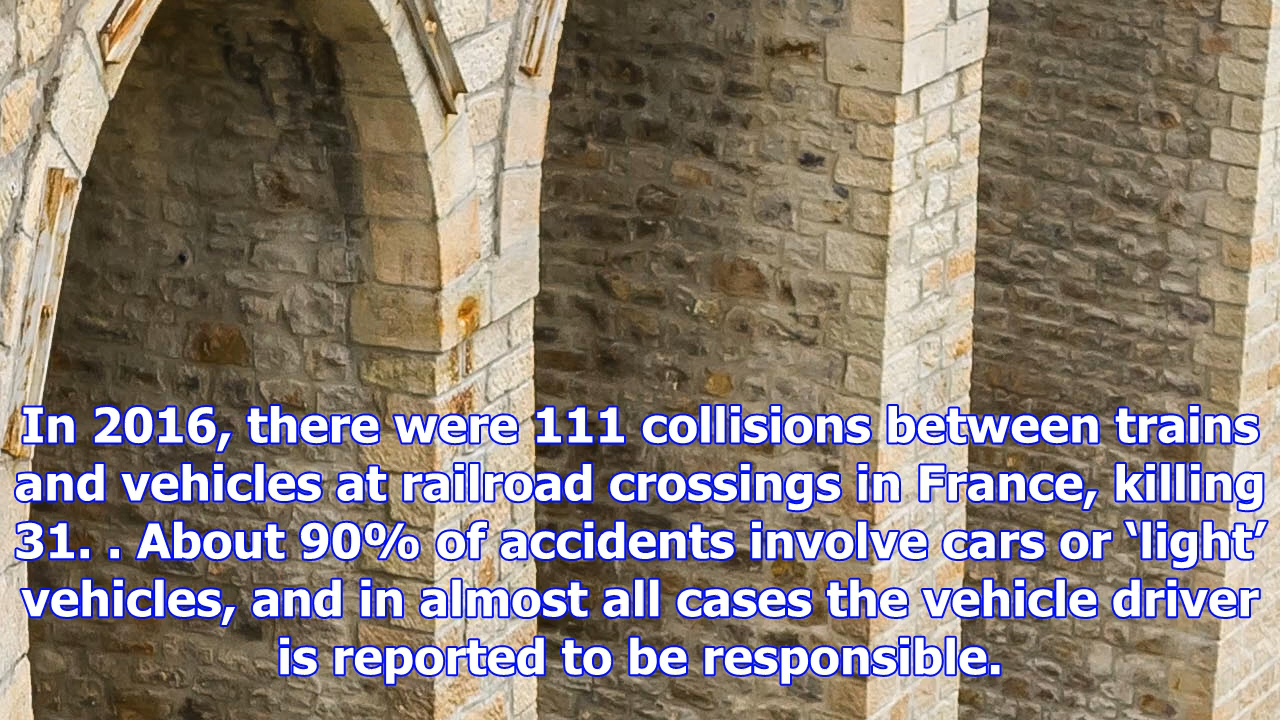 In 2016, there were 111 collisions between trains
and vehicles at railroad crossings in France, killing
31. . About 90% of accidents involve cars or ‘light’
vehicles, and in almost all cases the vehicle driver
is reported to be responsible.